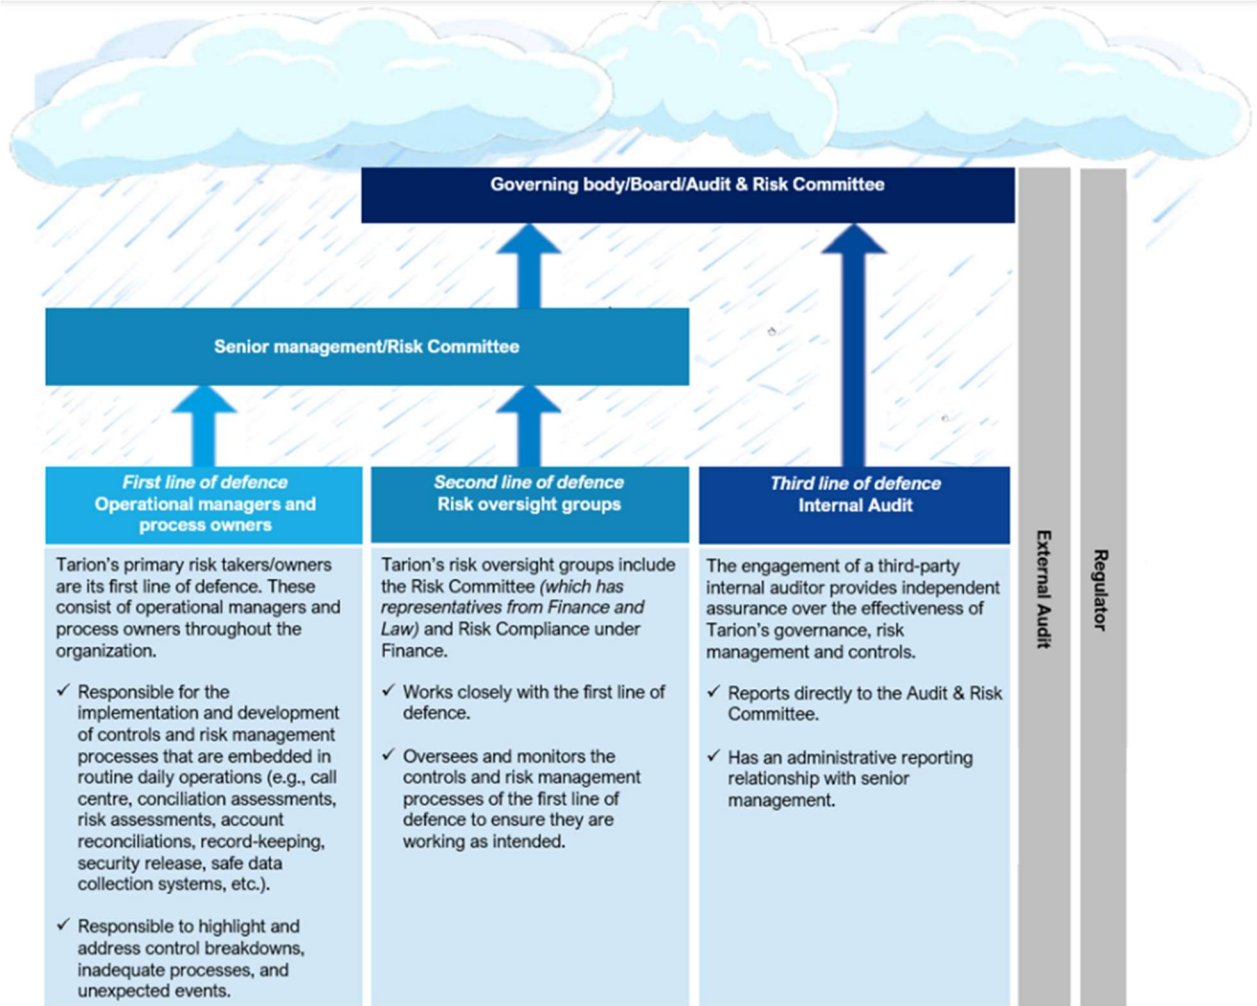 Governing body/Board/Audit & Risk Committee
Senior management/Risk Committee
First line of defence
Operational managers and
process owners
Tarion's primary risk takers/owners
are its first line of defence. These
consist of operational managers and
process owners throughout the
organization.
✓ Responsible for the
implementation and development
of controls and risk management
processes that are embedded in
routine daily operations (e.g., call
centre, conciliation assessments,
risk assessments, account
reconciliations, record-keeping,
security release, safe data
collection systems, etc.).
✓ Responsible to highlight and
address control breakdowns,
inadequate processes, and
unexpected events.
Second line of defence
Risk oversight groups
Tarion's risk oversight groups include
the Risk Committee (which has
representatives from Finance and
Law) and Risk Compliance under
Finance.
✓ Works closely with the first line of
defence.
✓ Oversees and monitors the
controls and risk management
processes of the first line of
defence to ensure they are
working as intended.
Third line of defence
Internal Audit
The engagement of a third-party
internal auditor provides independent
assurance over the effectiveness of
Tarion's governance, risk
management and controls.
✓ Reports directly to the Audit & Risk
Committee.
✓ Has an administrative reporting
relationship with senior
management.
External Audit
Regulator